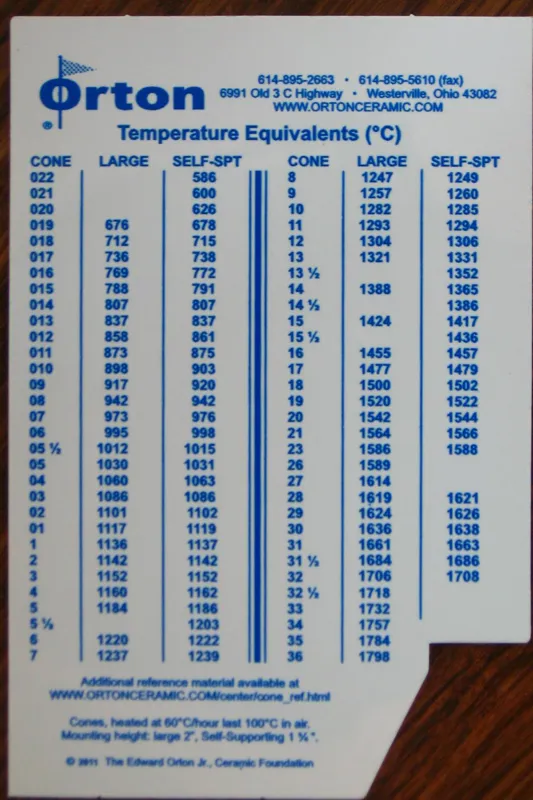 Orton
®
614-895-2663 • 614-895-5610 (fax)
6991 Old 3 C Highway • Westerville, Ohio 43082
WWW.ORTONCERAMIC.COM
Temperature Equivalents (°C)
CONE LARGE SELF-SPT
022 586
021 600
020 626
019 676 678
018 712 715
017 736 738
016 769 772
015 788 791
014 807 807
013 837 837
012 858 861
011 873 875
010 898 903
09 917 920
08 942 942
07 973 976
06 995 998
05 ½ 1012 1015
05 1030 1031
04 1060 1063
03 1086 1086
02 1101 1102
01 1117 1119
1 1136 1137
2 1142 1142
3 1152 1152
4 1160 1162
5 1184 1186
5 ½ 1203
6 1220 1222
7 1237 1239
CONE LARGE SELF-SPT
8 1247 1249
9 1257 1260
10 1282 1285
11 1293 1294
12 1304 1306
13 1321 1331
13 ½ 1352
14 1388 1365
14 ½ 1386
15 1424 1417
15 ½ 1436
16 1455 1457
17 1477 1479
18 1500 1502
19 1520 1522
20 1542 1544
21 1564 1566
23 1586 1588
26 1589
27 1614
28 1619 1621
29 1624 1626
30 1636 1638
31 1661 1663
31 ½ 1684 1686
32 1706 1708
32 ½ 1718
33 1732
34 1757
35 1784
36 1798
Additional reference material available at
WWW.ORTONCERAMIC.COM/center/cone_ref.html
Cones, heated at 60°C/hour last 100°C in air.
Mounting height: large 2", Self-Supporting 1 ¾ ".
© 2011 The Edward Orton Jr., Ceramic Foundation